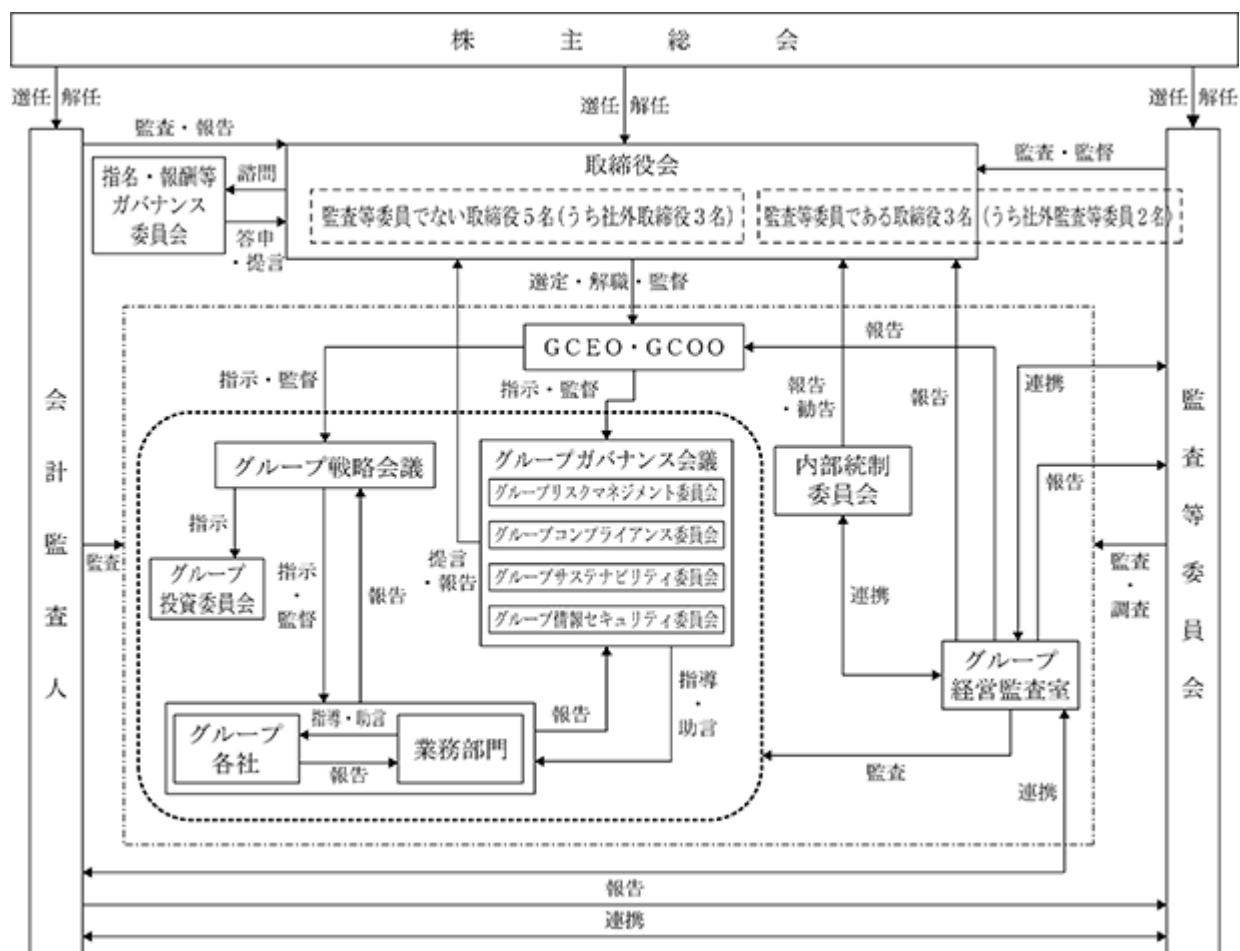 株主総会
選任 解任
選任 解任
選任 解任
監査・報告
取締役会
監査・監督
指名・報酬等
ガバナンス
委員会
諮問
答申
・提言
監査等委員でない取締役5名(うち社外取締役3名)
監査等委員である取締役3名(うち社外監査等委員2名)
選定・解職・監督
GCEO・GCOO
報告
指示・監督
指示・監督
報告
・勧告
報告
連携
会計監査人
監査等委員会
グループ戦略会議
グループガバナンス会議
グループリスクマネジメント委員会
グループコンプライアンス委員会
グループサステナビリティ委員会
グループ情報セキュリティ委員会
内部統制
委員会
報告
指示
監査
グループ
投資委員会
指示
・
監督
報告
提言
・報告
連携
監査
・
調査
グループ
経営監査室
指導
・
助言
指導・助言
報告
グループ
各社
業務部門
報告
監査
連携
報告
連携